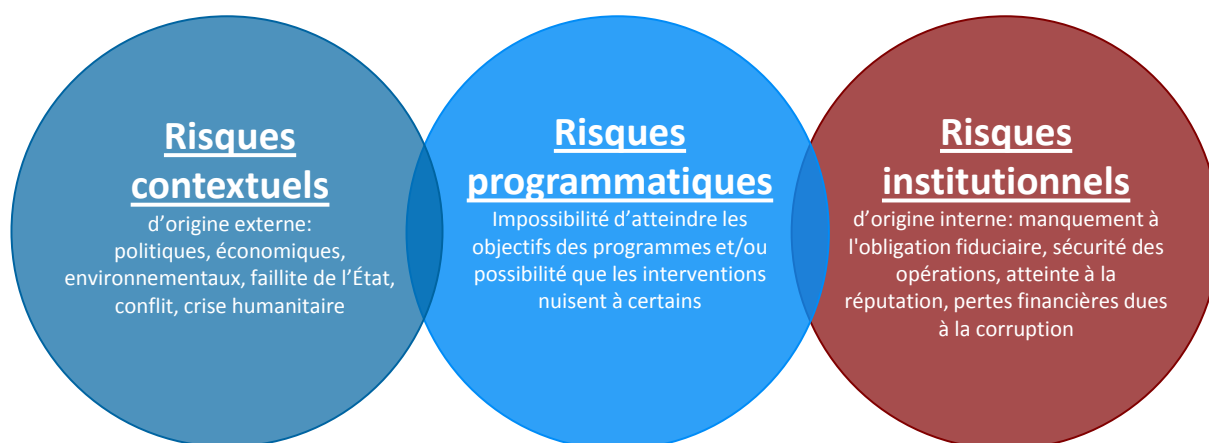 Risques
contextuels
d’origine externe:
politiques, économiques,
environnementaux, faillite de l’État,
conflit, crise humanitaire
Risques
programmatiques
Impossibilité d’atteindre les
objectifs des programmes et/ou
possibilité que les interventions
nuisent à certains
Risques
institutionnels
d’origine interne: manquement à
l'obligation fiduciaire, sécurité des
opérations, atteinte à la
réputation, pertes financières dues
à la corruption